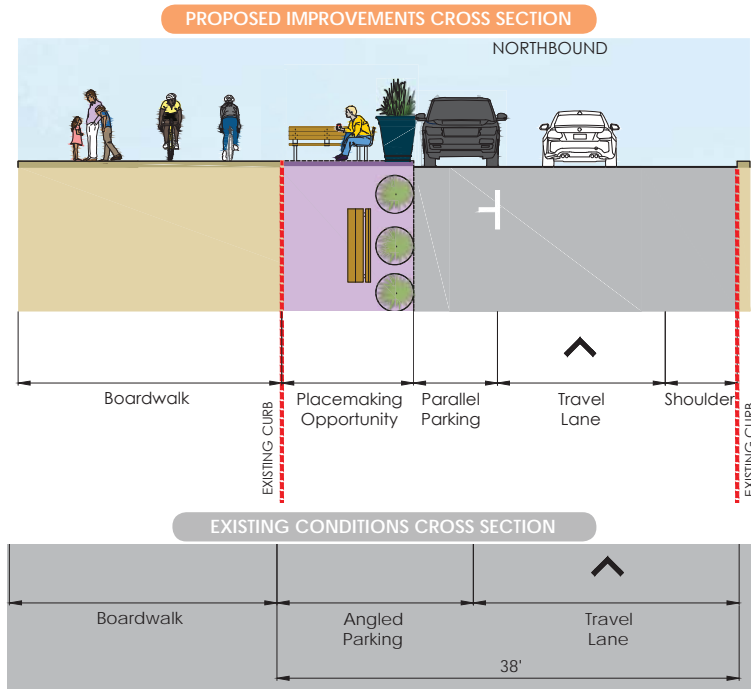 PROPOSED IMPROVEMENTS CROSS SECTION
NORTHBOUND
Boardwalk
Placemaking
Opportunity
Parallel
Parking
Travel
Lane
Shoulder
EXISTING CURB
EXISTING CURB
EXISTING CONDITIONS CROSS SECTION
Boardwalk
Angled
Parking
Travel
Lane
38'